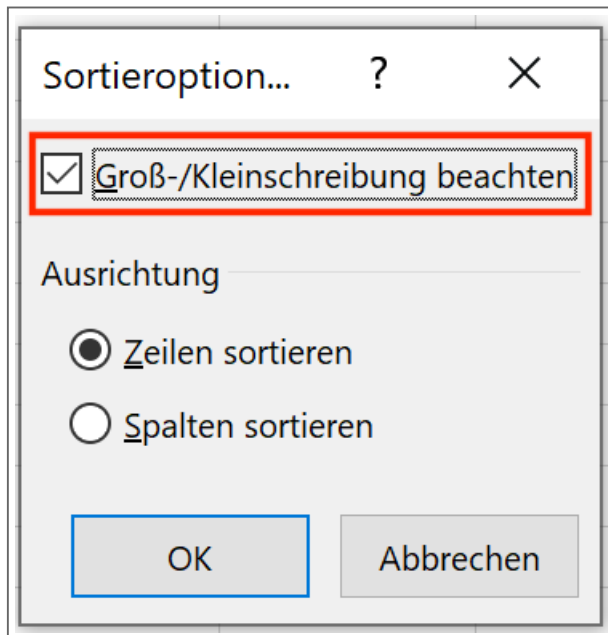 Sortieroption... ?
Groß-/Kleinschreibung beachten
Ausrichtung
Zeilen sortieren
Spalten sortieren
OK Abbrechen